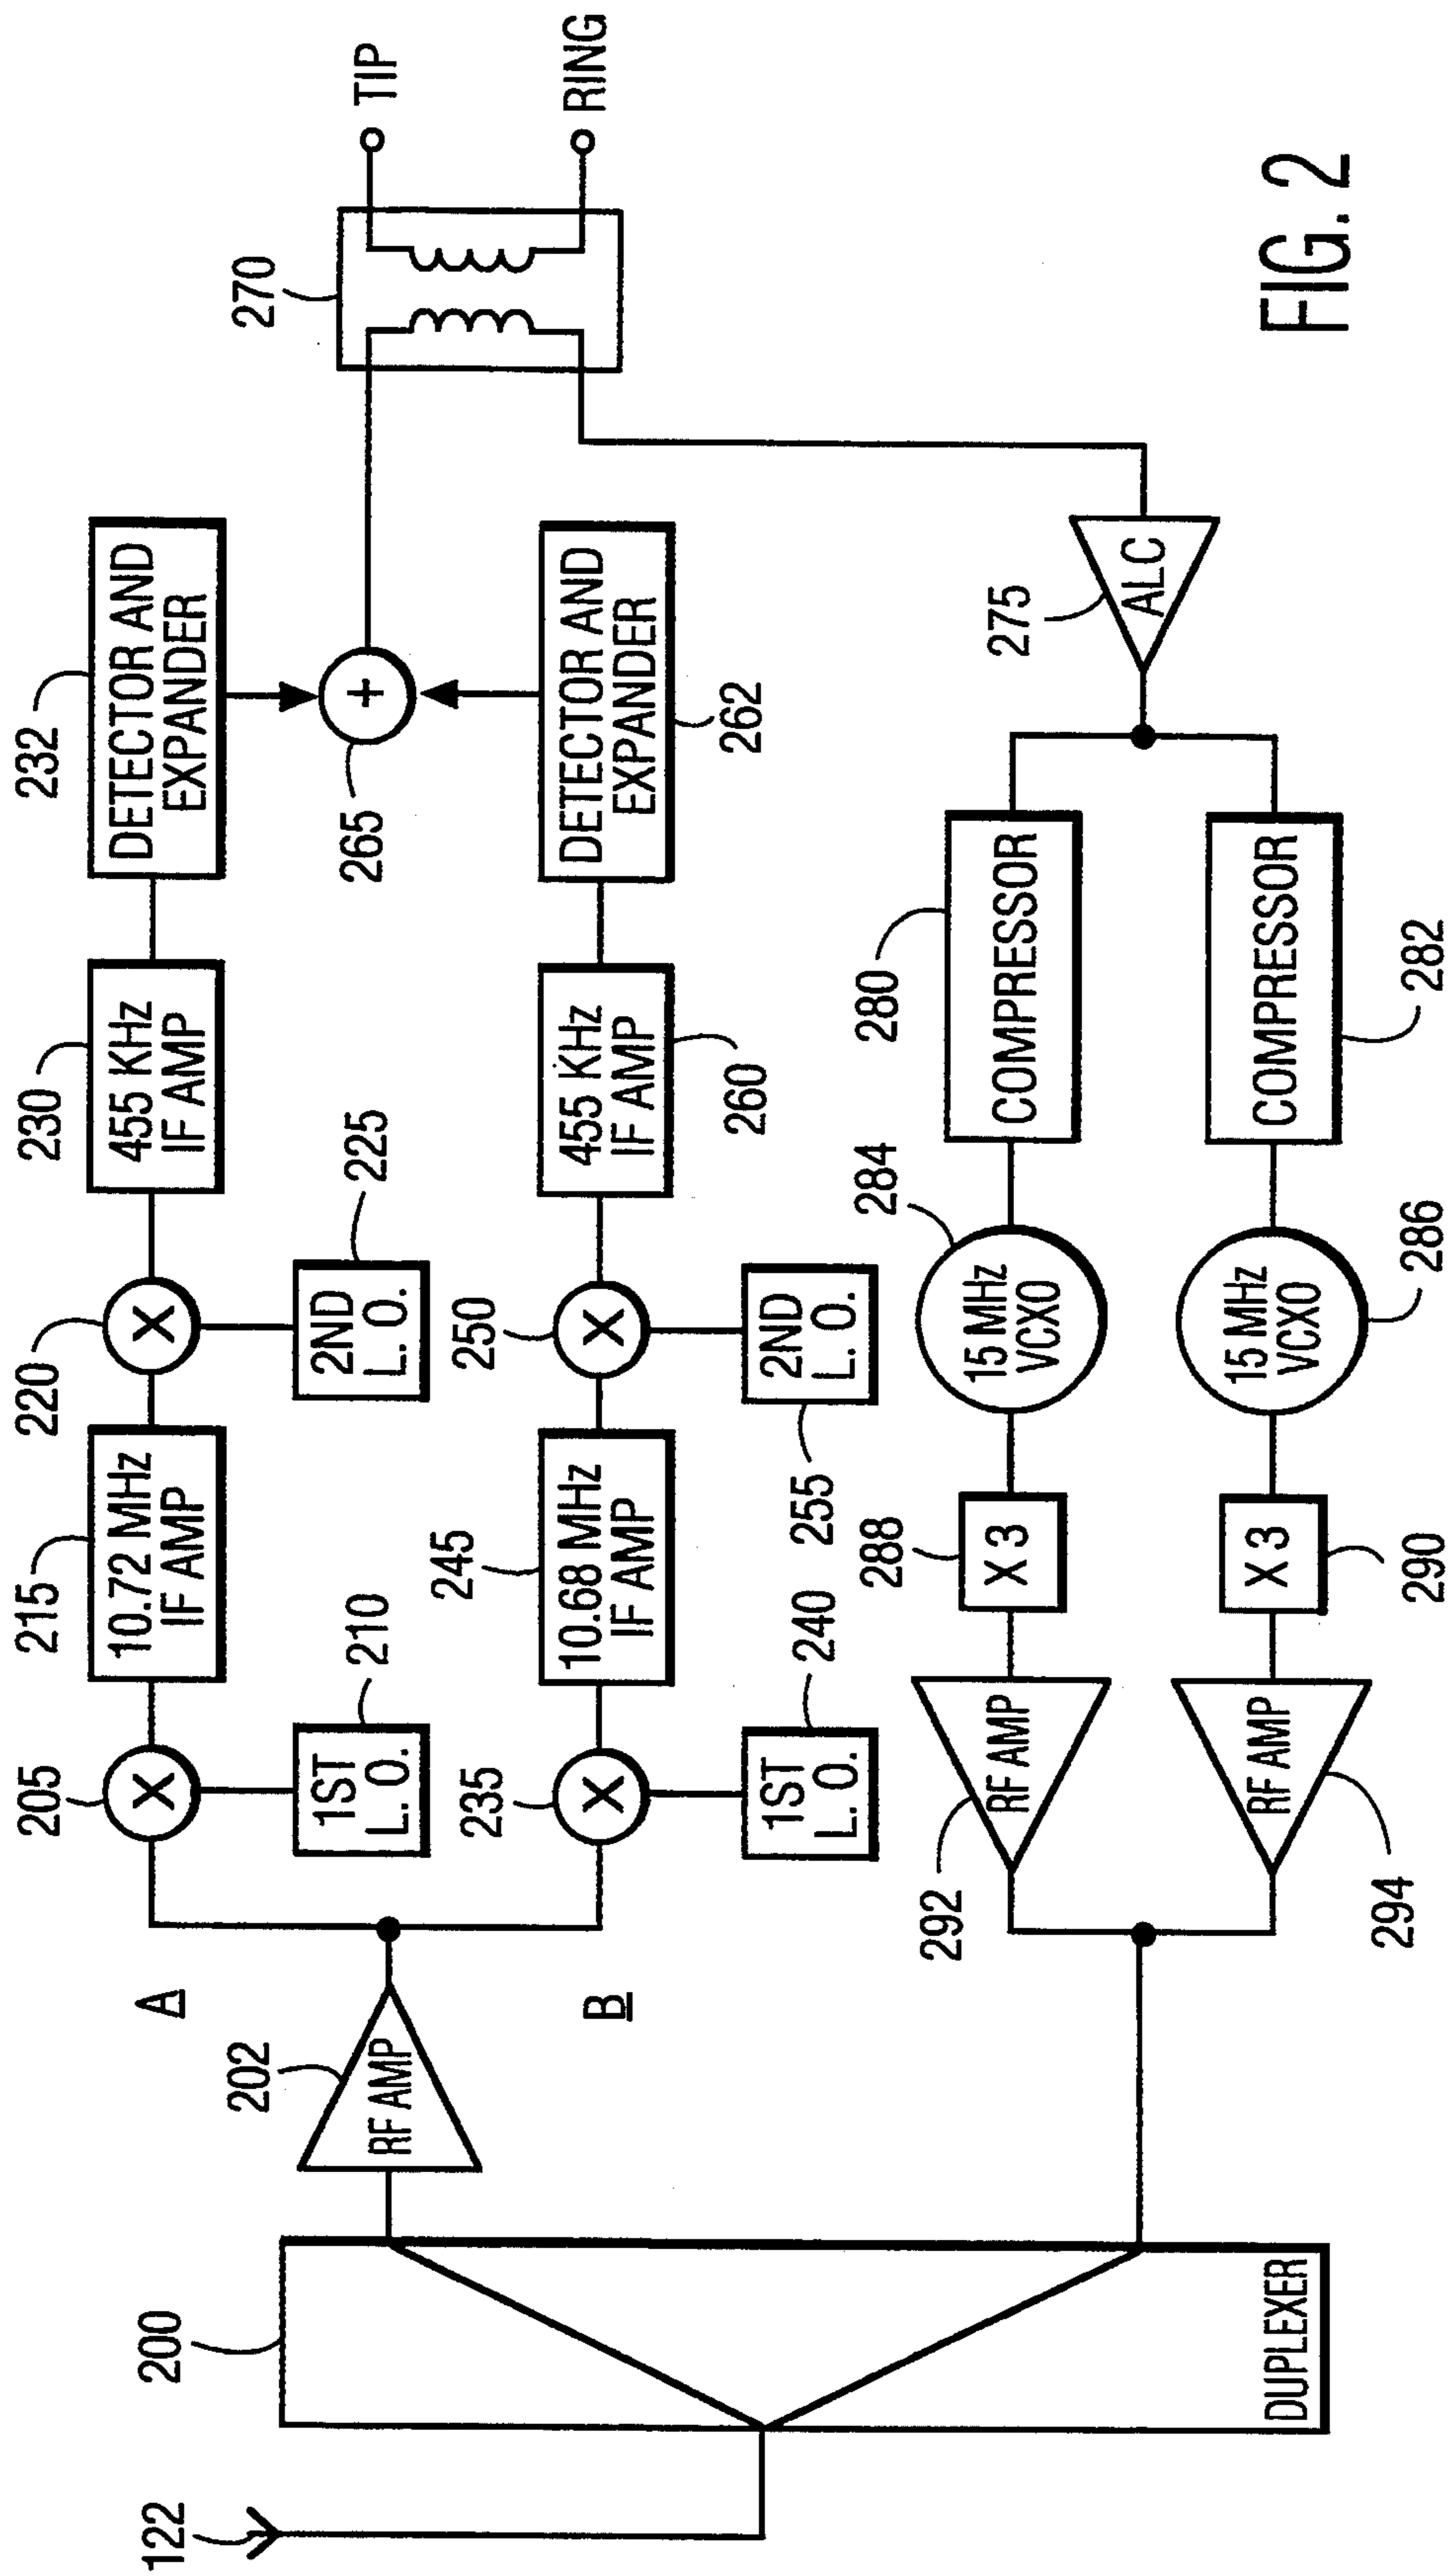 122
200
DUPLEXER
202
RF AMP
A
B
205
X
1ST
L. O.
210
215
10.72 MHz
IF AMP
220
X
2ND
L. O.
225
230
455 KHz
IF AMP
232
DETECTOR AND
EXPANDER
235
X
1ST
L. O.
240
245
10.68 MHz
IF AMP
250
X
2ND
L. O.
255
455 KHz
IF AMP
260
DETECTOR AND
EXPANDER
262
+
265
270
TIP
RING
275
ALC
280
COMPRESSOR
COMPRESSOR
282
284
15 MHz
VCXO
15 MHz
VCXO
286
288
X 3
X 3
290
RF AMP
292
RF AMP
294
FIG. 2